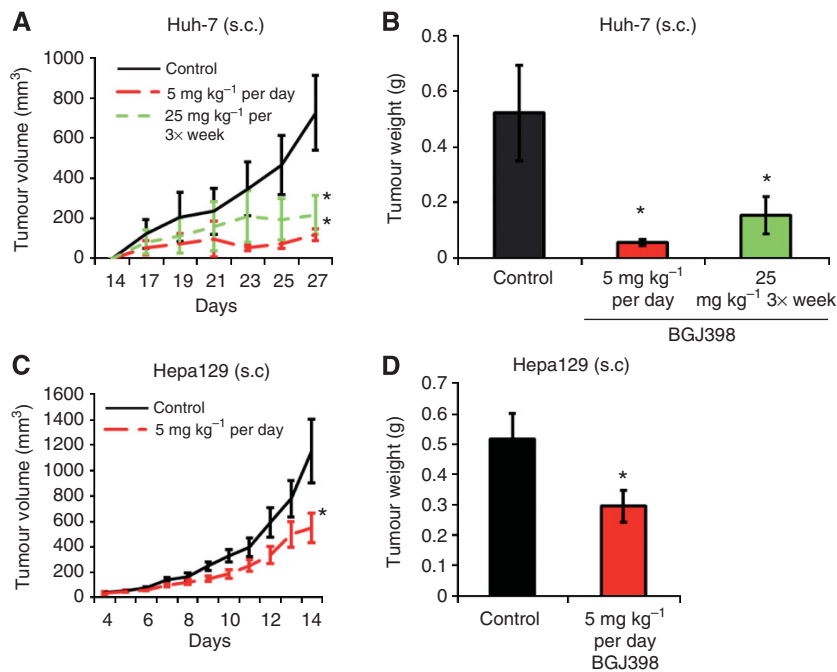 A
Huh-7 (s.c.)
Tumour volume (mm³)
1000
800
600
400
200
0
Control
5 mg kg⁻¹ per day
25 mg kg⁻¹ per
3× week
*
*
14 17 19 21 23 25 27
Days
B
Huh-7 (s.c.)
Tumour weight (g)
0.8
0.6
0.4
0.2
0
*
*
Control
5 mg kg⁻¹
per day
25
mg kg⁻¹ 3× week
BGJ398
C
Hepa129 (s.c)
Tumour volume (mm³)
1600
1400
1200
1000
800
600
400
200
0
Control
5 mg kg⁻¹ per day
*
4 6 8 10 12 14
Days
D
Hepa129 (s.c)
Tumour weight (g)
0.7
0.6
0.5
0.4
0.3
0.2
0.1
0
*
Control
5 mg kg⁻¹
per day
BGJ398